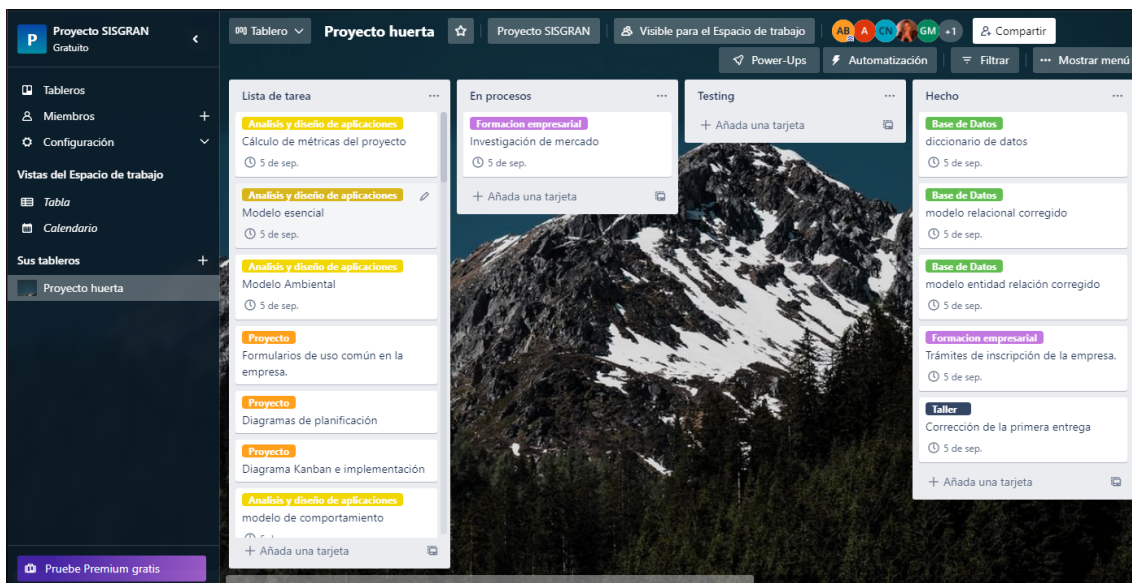 P
Proyecto SISGRAN
Gratuito
Tableros
Miembros
Configuración
Vistas del Espacio de trabajo
Tabla
Calendario
Sus tableros
Proyecto huerta
Pruebe Premium gratis
Tablero
Proyecto huerta
Proyecto SISGRAN
Visible para el Espacio de trabajo
AB
A
CN
GM
+1
Compartir
Power-Ups
Automatización
Filtrar
Mostrar menú
Lista de tarea
Analisis y diseño de aplicaciones
Cálculo de métricas del proyecto
5 de sep.
Analisis y diseño de aplicaciones
Modelo esencial
5 de sep.
Analisis y diseño de aplicaciones
Modelo Ambiental
5 de sep.
Proyecto
Formularios de uso común en la
empresa.
Proyecto
Diagramas de planificación
Proyecto
Diagrama Kanban e implementación
Analisis y diseño de aplicaciones
modelo de comportamiento
+ Añada una tarjeta
En procesos
Formacion empresarial
Investigación de mercado
5 de sep.
+ Añada una tarjeta
Testing
+ Añada una tarjeta
Hecho
Base de Datos
diccionario de datos
5 de sep.
Base de Datos
modelo relacional corregido
5 de sep.
Base de Datos
modelo entidad relación corregido
5 de sep.
Formacion empresarial
Trámites de inscripción de la empresa.
5 de sep.
Taller
Corrección de la primera entrega
5 de sep.
+ Añada una tarjeta